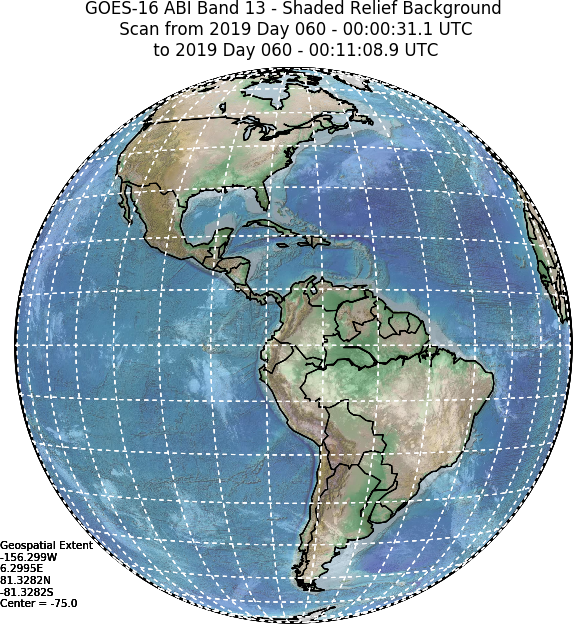 GOES-16 ABI Band 13 - Shaded Relief Background
Scan from 2019 Day 060 - 00:00:31.1 UTC
to 2019 Day 060 - 00:11:08.9 UTC
Geospatial Extent
-156.299W
6.2995E
81.3282N
-81.3282S
Center = -75.0